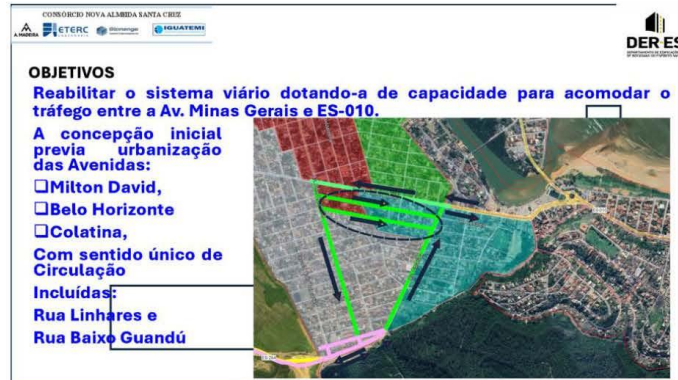 CONSÓRCIO NOVA ALMEIDA SANTA CRUZ
A. MADEIRA ETERC IGUATEMI
DER-ES
OBJETIVOS
Reabilitar o sistema viário dotando-a de capacidade para acomodar o
tráfego entre a Av. Minas Gerais e ES-010.
A concepção inicial
previa urbanização
das Avenidas:
❑Milton David,
❑Belo Horizonte
❑Colatina,
Com sentido único de
Circulação
Incluídas:
Rua Linhares e
Rua Baixo Guandú